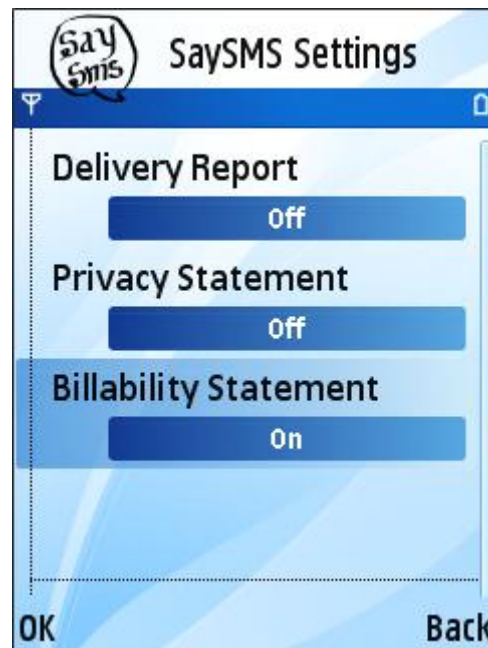 Say
Sms
SaySMS Settings
Delivery Report
Off
Privacy Statement
Off
Billability Statement
On
OK
Back